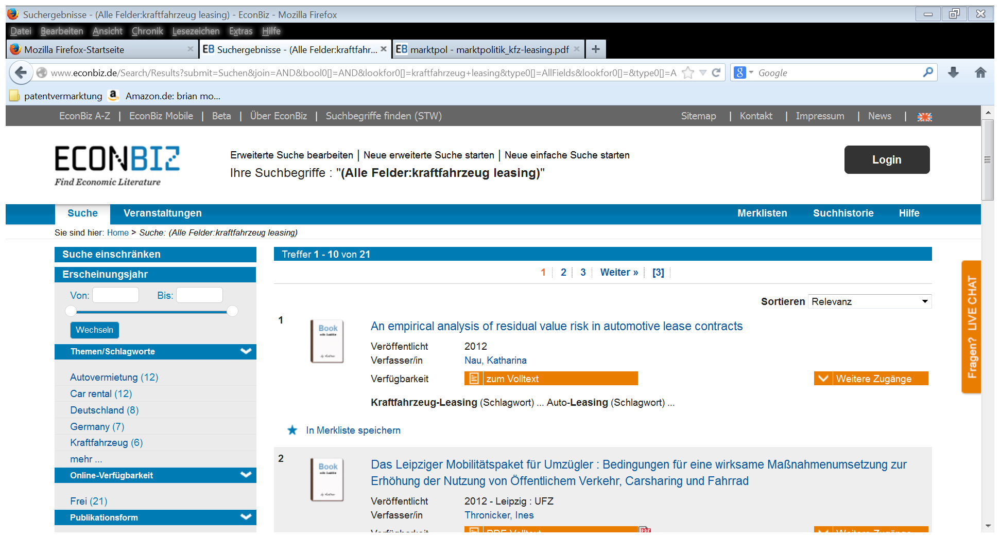 Suchergebnisse - (Alle Felder:kraftfahrzeug leasing) - EconBiz - Mozilla Firefox
Datei Bearbeiten Ansicht Chronik Lesezeichen Extras Hilfe
Mozilla Firefox-Startseite EB Suchergebnisse - (Alle Felder:kraftfahr... EB marktpol - marktpolitik_kfz-leasing.pdf
www.econbiz.de/Search/Results?submit=Suchen&join=AND&bool0[]=AND&lookfor0[]=kraftfahrzeug+leasing&type0[]=AllFields&lookfor0[]=&type0[]=A Google
patentvermarktung Amazon.de: brian mo...
EconBiz A-Z | EconBiz Mobile | Beta | Über EconBiz | Suchbegriffe finden (STW) Sitemap | Kontakt | Impressum | News |
ECONBIZ
Find Economic Literature
Erweiterte Suche bearbeiten | Neue erweiterte Suche starten | Neue einfache Suche starten
Ihre Suchbegriffe : "(Alle Felder:kraftfahrzeug leasing)"
Login
Suche Veranstaltungen Merklisten Suchhistorie Hilfe
Sie sind hier: Home > Suche: (Alle Felder:kraftfahrzeug leasing)
Suche einschränken
Erscheinungsjahr
Von: Bis:
Wechseln
Themen/Schlagworte
Autovermietung (12)
Car rental (12)
Deutschland (8)
Germany (7)
Kraftfahrzeug (6)
mehr ...
Online-Verfügbarkeit
Frei (21)
Publikationsform
Treffer 1 - 10 von 21
1 2 3 Weiter » [3]
Sortieren Relevanz
1
Book
An empirical analysis of residual value risk in automotive lease contracts
Veröffentlicht 2012
Verfasser/in Nau, Katharina
Verfügbarkeit zum Volltext Weitere Zugänge
Kraftfahrzeug-Leasing (Schlagwort) ... Auto-Leasing (Schlagwort) ...
In Merkliste speichern
2
Book
Das Leipziger Mobilitätspaket für Umzügler : Bedingungen für eine wirksame Maßnahmenumsetzung zur
Erhöhung der Nutzung von Öffentlichem Verkehr, Carsharing und Fahrrad
Veröffentlicht 2012 - Leipzig : UFZ
Verfasser/in Thronicker, Ines
Verfügbarkeit PDF-Volltext PDF Weitere Zugänge
Fragen? LIVE CHAT